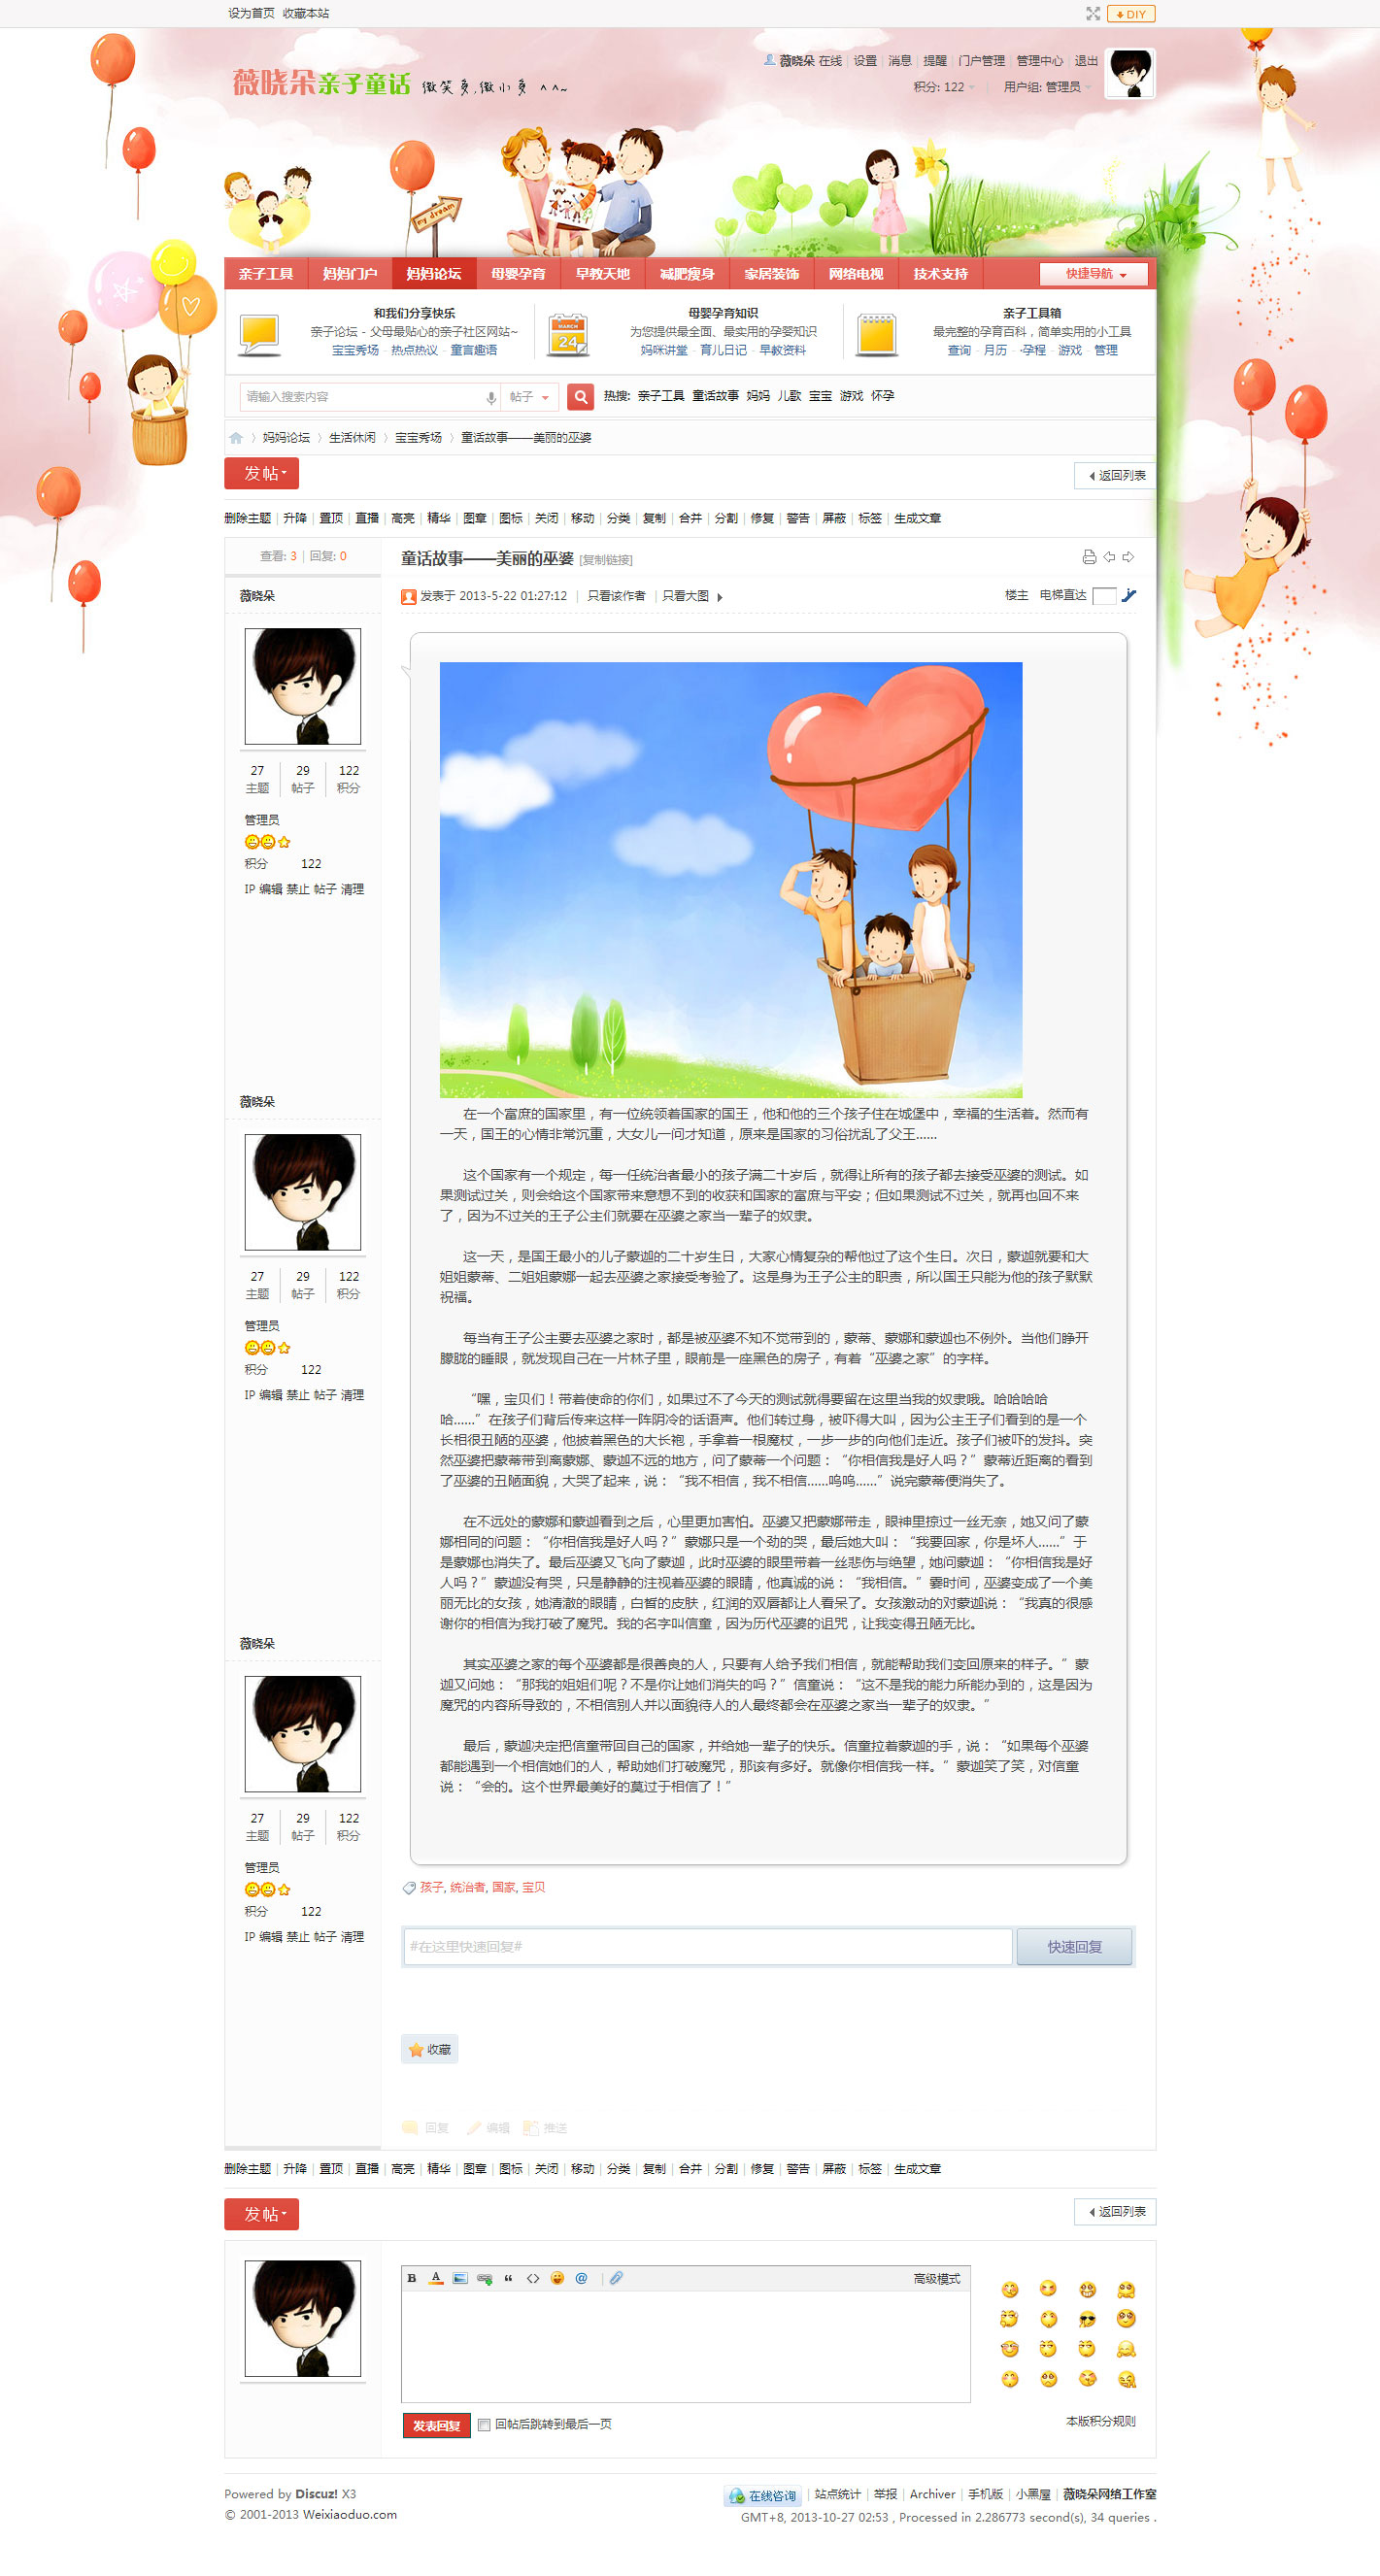 设为首页 收藏本站
DIY
薇晓朵 在线 | 设置 | 消息 | 提醒 | 门户管理 | 管理中心 | 退出
积分: 122 | 用户组: 管理员
薇晓朵亲子童话 微笑多,微小多 ^ ^~
my dream
亲子工具 妈妈门户 妈妈论坛 母婴孕育 早教天地 减肥瘦身 家居装饰 网络电视 技术支持 快捷导航
和我们分享快乐
亲子论坛 - 父母最贴心的亲子社区网站~
宝宝秀场 - 热点热议 - 童言趣语
MARCH
24
母婴孕育知识
为您提供最全面、最实用的孕婴知识
妈咪讲堂 - 育儿日记 - 早教资料
亲子工具箱
最完整的孕育百科，简单实用的小工具
查询 - 月历 - ·孕程 - 游戏 - 管理
请输入搜索内容 帖子 热搜: 亲子工具 童话故事 妈妈 儿歌 宝宝 游戏 怀孕
妈妈论坛 › 生活休闲 › 宝宝秀场 › 童话故事——美丽的巫婆
发帖 返回列表
删除主题 | 升降 | 置顶 | 直播 | 高亮 | 精华 | 图章 | 图标 | 关闭 | 移动 | 分类 | 复制 | 合并 | 分割 | 修复 | 警告 | 屏蔽 | 标签 | 生成文章
查看: 3 | 回复: 0
童话故事——美丽的巫婆 [复制链接]
薇晓朵
发表于 2013-5-22 01:27:12 | 只看该作者 | 只看大图
楼主 电梯直达
27 29 122
主题 帖子 积分
管理员
积分 122
IP 编辑 禁止 帖子 清理
薇晓朵
27 29 122
主题 帖子 积分
管理员
积分 122
IP 编辑 禁止 帖子 清理
薇晓朵
27 29 122
主题 帖子 积分
管理员
积分 122
IP 编辑 禁止 帖子 清理
在一个富庶的国家里，有一位统领着国家的国王，他和他的三个孩子住在城堡中，幸福的生活着。然而有
一天，国王的心情非常沉重，大女儿一问才知道，原来是国家的习俗扰乱了父王……
这个国家有一个规定，每一任统治者最小的孩子满二十岁后，就得让所有的孩子都去接受巫婆的测试。如
果测试过关，则会给这个国家带来意想不到的收获和国家的富庶与平安；但如果测试不过关，就再也回不来
了，因为不过关的王子公主们就要在巫婆之家当一辈子的奴隶。
这一天，是国王最小的儿子蒙迦的二十岁生日，大家心情复杂的帮他过了这个生日。次日，蒙迦就要和大
姐姐蒙蒂、二姐姐蒙娜一起去巫婆之家接受考验了。这是身为王子公主的职责，所以国王只能为他的孩子默默
祝福。
每当有王子公主要去巫婆之家时，都是被巫婆不知不觉带到的，蒙蒂、蒙娜和蒙迦也不例外。当他们睁开
朦胧的睡眼，就发现自己在一片林子里，眼前是一座黑色的房子，有着“巫婆之家”的字样。
“嘿，宝贝们！带着使命的你们，如果过不了今天的测试就得要留在这里当我的奴隶哦。哈哈哈哈
哈……”在孩子们背后传来这样一阵阴冷的话语声。他们转过身，被吓得大叫，因为公主王子们看到的是一个
长相很丑陋的巫婆，他披着黑色的大长袍，手拿着一根魔杖，一步一步的向他们走近。孩子们被吓的发抖。突
然巫婆把蒙蒂带到离蒙娜、蒙迦不远的地方，问了蒙蒂一个问题：“你相信我是好人吗？”蒙蒂近距离的看到
了巫婆的丑陋面貌，大哭了起来，说：“我不相信，我不相信……呜呜……”说完蒙蒂便消失了。
在不远处的蒙娜和蒙迦看到之后，心里更加害怕。巫婆又把蒙娜带走，眼神里掠过一丝无奈，她又问了蒙
娜相同的问题：“你相信我是好人吗？”蒙娜只是一个劲的哭，最后她大叫：“我要回家，你是坏人……”于
是蒙娜也消失了。最后巫婆又飞向了蒙迦，此时巫婆的眼里带着一丝悲伤与绝望，她问蒙迦：“你相信我是好
人吗？”蒙迦没有哭，只是静静的注视着巫婆的眼睛，他真诚的说：“我相信。”霎时间，巫婆变成了一个美
丽无比的女孩，她清澈的眼睛，白皙的皮肤，红润的双唇都让人看呆了。女孩激动的对蒙迦说：“我真的很感
谢你的相信为我打破了魔咒。我的名字叫信童，因为历代巫婆的诅咒，让我变得丑陋无比。
其实巫婆之家的每个巫婆都是很善良的人，只要有人给予我们相信，就能帮助我们变回原来的样子。”蒙
迦又问她：“那我的姐姐们呢？不是你让她们消失的吗？”信童说：“这不是我的能力所能办到的，这是因为
魔咒的内容所导致的，不相信别人并以面貌待人的人最终都会在巫婆之家当一辈子的奴隶。”
最后，蒙迦决定把信童带回自己的国家，并给她一辈子的快乐。信童拉着蒙迦的手，说：“如果每个巫婆
都能遇到一个相信她们的人，帮助她们打破魔咒，那该有多好。就像你相信我一样。”蒙迦笑了笑，对信童
说：“会的。这个世界最美好的莫过于相信了！”
孩子, 统治者, 国家, 宝贝
#在这里快速回复# 快速回复
收藏
回复 编辑 推送
删除主题 | 升降 | 置顶 | 直播 | 高亮 | 精华 | 图章 | 图标 | 关闭 | 移动 | 分类 | 复制 | 合并 | 分割 | 修复 | 警告 | 屏蔽 | 标签 | 生成文章
发帖 返回列表
B A “ <> @ 高级模式
发表回复 回帖后跳转到最后一页 本版积分规则
Powered by Discuz! X3
© 2001-2013 Weixiaoduo.com
在线咨询 | 站点统计 | 举报 | Archiver | 手机版 | 小黑屋 | 薇晓朵网络工作室
GMT+8, 2013-10-27 02:53 , Processed in 2.286773 second(s), 34 queries .